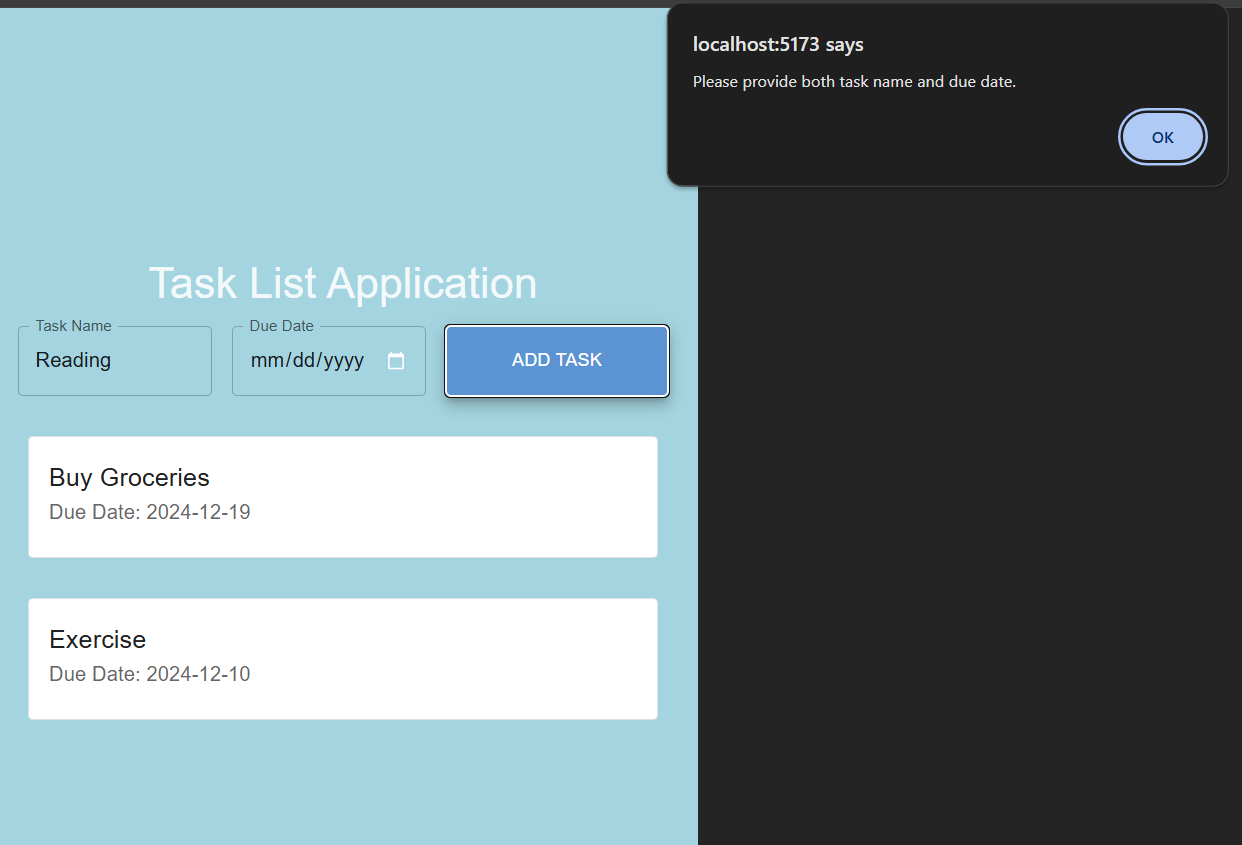 localhost:5173 says
Please provide both task name and due date.
OK
Task List Application
Task Name
Reading
Due Date
mm/dd/yyyy
ADD TASK
Buy Groceries
Due Date: 2024-12-19
Exercise
Due Date: 2024-12-10